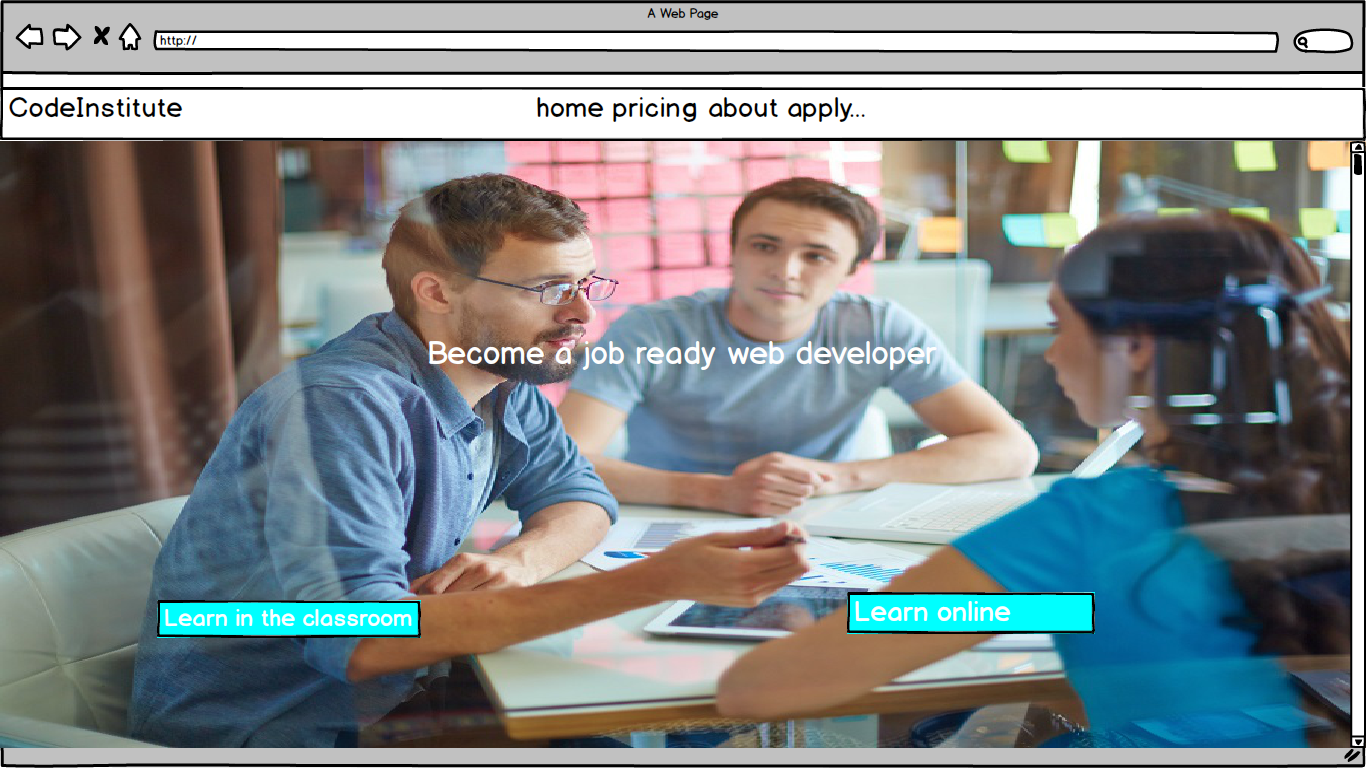 A Web Page
http://
CodeInstitute
home pricing about apply...
Become a job ready web developer
Learn in the classroom
Learn online